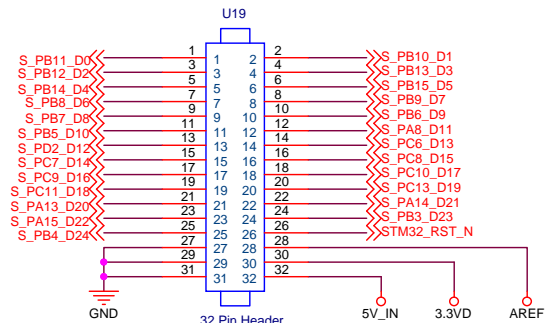 U19
1 1 2 2
S_PB11_D0 S_PB10_D1
3 3 4 4
S_PB12_D2 S_PB13_D3
5 5 6 6
S_PB14_D4 S_PB15_D5
7 7 8 8
S_PB8_D6 S_PB9_D7
9 9 10 10
S_PB7_D8 S_PB6_D9
11 11 12 12
S_PB5_D10 S_PA8_D11
13 13 14 14
S_PD2_D12 S_PC6_D13
15 15 16 16
S_PC7_D14 S_PC8_D15
17 17 18 18
S_PC9_D16 S_PC10_D17
19 19 20 20
S_PC11_D18 S_PC13_D19
21 21 22 22
S_PA13_D20 S_PA14_D21
23 23 24 24
S_PA15_D22 S_PB3_D23
25 25 26 26
S_PB4_D24 STM32_RST_N
27 27 28 28
29 29 30 30
31 31 32 32
GND 5V_IN 3.3VD AREF
32 Pin Header